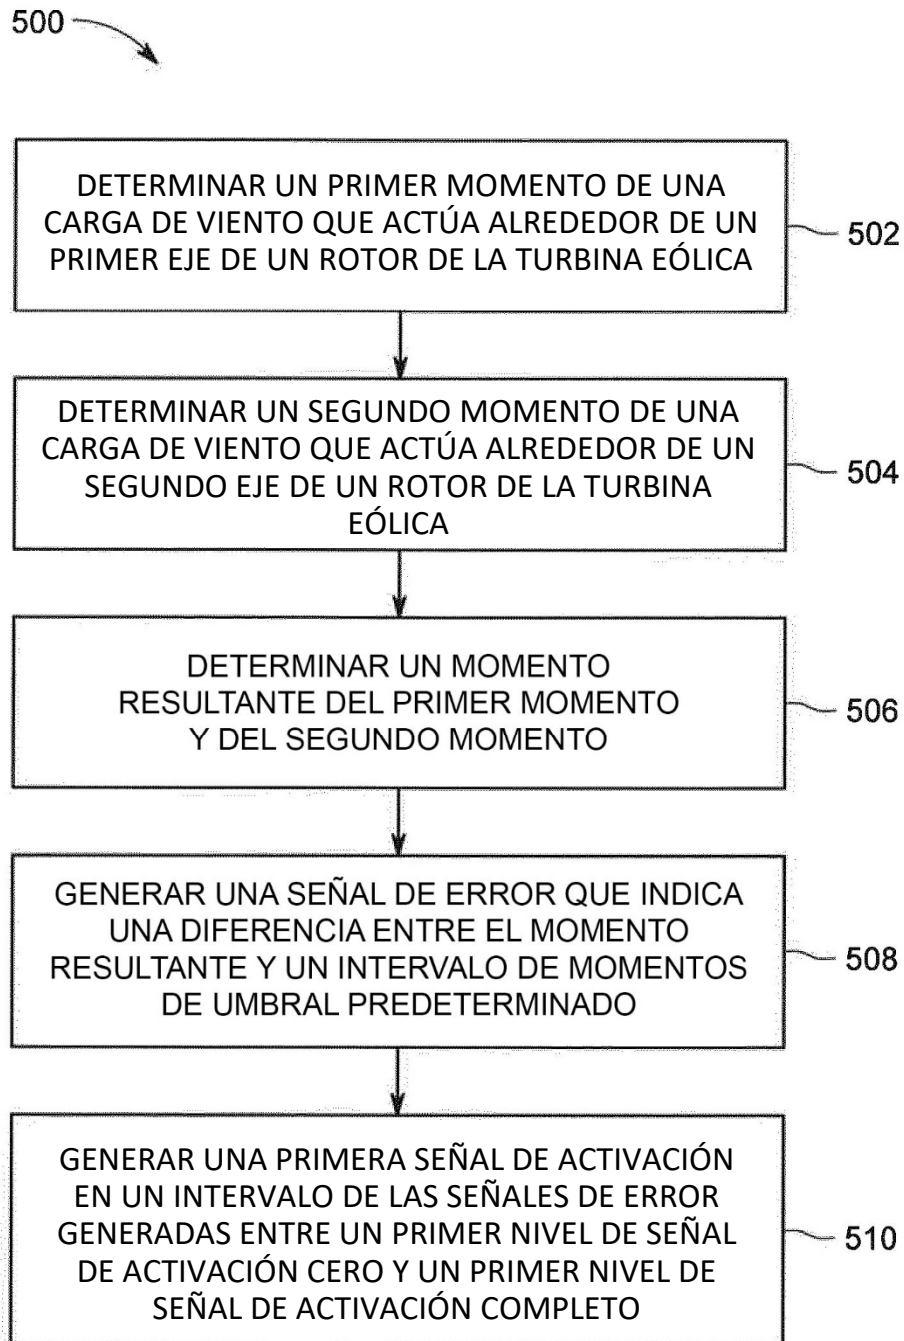 500
DETERMINAR UN PRIMER MOMENTO DE UNA
CARGA DE VIENTO QUE ACTÚA ALREDEDOR DE UN
PRIMER EJE DE UN ROTOR DE LA TURBINA EÓLICA
502
DETERMINAR UN SEGUNDO MOMENTO DE UNA
CARGA DE VIENTO QUE ACTÚA ALREDEDOR DE UN
SEGUNDO EJE DE UN ROTOR DE LA TURBINA
EÓLICA
504
DETERMINAR UN MOMENTO
RESULTANTE DEL PRIMER MOMENTO
Y DEL SEGUNDO MOMENTO
506
GENERAR UNA SEÑAL DE ERROR QUE INDICA
UNA DIFERENCIA ENTRE EL MOMENTO
RESULTANTE Y UN INTERVALO DE MOMENTOS
DE UMBRAL PREDETERMINADO
508
GENERAR UNA PRIMERA SEÑAL DE ACTIVACIÓN
EN UN INTERVALO DE LAS SEÑALES DE ERROR
GENERADAS ENTRE UN PRIMER NIVEL DE SEÑAL
DE ACTIVACIÓN CERO Y UN PRIMER NIVEL DE
SEÑAL DE ACTIVACIÓN COMPLETO
510